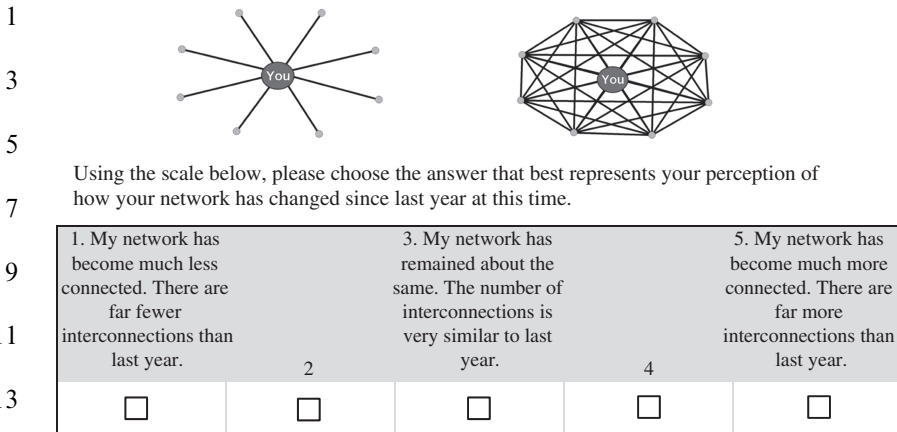 1
You
You
3
5
Using the scale below, please choose the answer that best represents your perception of
7
how your network has changed since last year at this time.
1. My network has
become much less
connected. There are
far fewer
interconnections than
last year.
2
3. My network has
remained about the
same. The number of
interconnections is
very similar to last
year.
4
5. My network has
become much more
connected. There are
far more
interconnections than
last year.
9